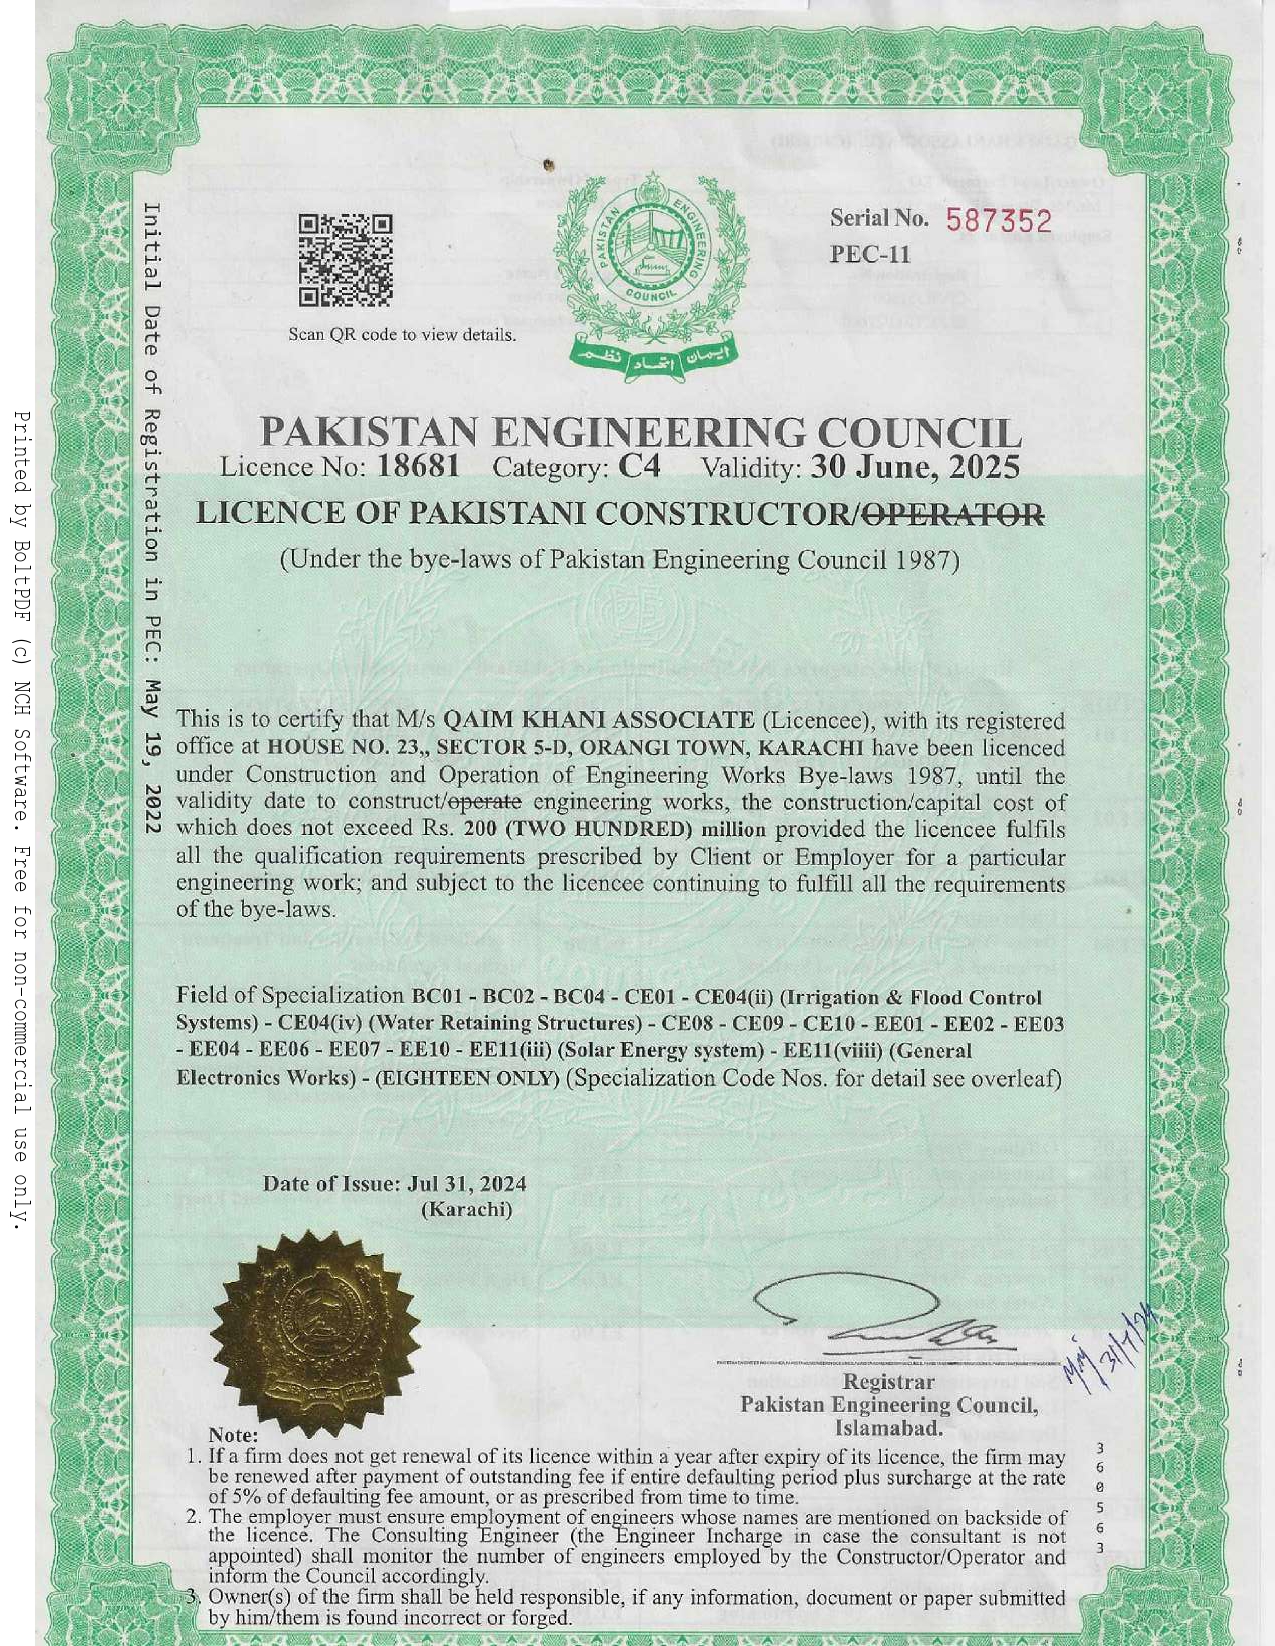 Serial No. 587352
PEC-11
PAKISTAN ENGINEERING COUNCIL
ایمان اتحاد نظم
Scan QR code to view details.
PAKISTAN ENGINEERING COUNCIL
Licence No: 18681 Category: C4 Validity: 30 June, 2025
LICENCE OF PAKISTANI CONSTRUCTOR/OPERATOR
(Under the bye-laws of Pakistan Engineering Council 1987)
This is to certify that M/s QAIM KHANI ASSOCIATE (Licencee), with its registered
office at HOUSE NO. 23,, SECTOR 5-D, ORANGI TOWN, KARACHI have been licenced
under Construction and Operation of Engineering Works Bye-laws 1987, until the
validity date to construct/operate engineering works, the construction/capital cost of
which does not exceed Rs. 200 (TWO HUNDRED) million provided the licencee fulfils
all the qualification requirements prescribed by Client or Employer for a particular
engineering work; and subject to the licencee continuing to fulfill all the requirements
of the bye-laws.
Field of Specialization BC01 - BC02 - BC04 - CE01 - CE04(ii) (Irrigation & Flood Control
Systems) - CE04(iv) (Water Retaining Structures) - CE08 - CE09 - CE10 - EE01 - EE02 - EE03
- EE04 - EE06 - EE07 - EE10 - EE11(iii) (Solar Energy system) - EE11(viiii) (General
Electronics Works) - (EIGHTEEN ONLY) (Specialization Code Nos. for detail see overleaf)
Date of Issue: Jul 31, 2024
(Karachi)
31/7/24
Registrar
Pakistan Engineering Council,
Islamabad.
Note:
1. If a firm does not get renewal of its licence within a year after expiry of its licence, the firm may
be renewed after payment of outstanding fee if entire defaulting period plus surcharge at the rate
of 5% of defaulting fee amount, or as prescribed from time to time.
2. The employer must ensure employment of engineers whose names are mentioned on backside of
the licence. The Consulting Engineer (the Engineer Incharge in case the consultant is not
appointed) shall monitor the number of engineers employed by the Constructor/Operator and
inform the Council accordingly.
3. Owner(s) of the firm shall be held responsible, if any information, document or paper submitted
by him/them is found incorrect or forged.
360563
Initial Date of Registration in PEC: May 19, 2022
Printed by BoltPDF (c) NCH Software. Free for non-commercial use only.